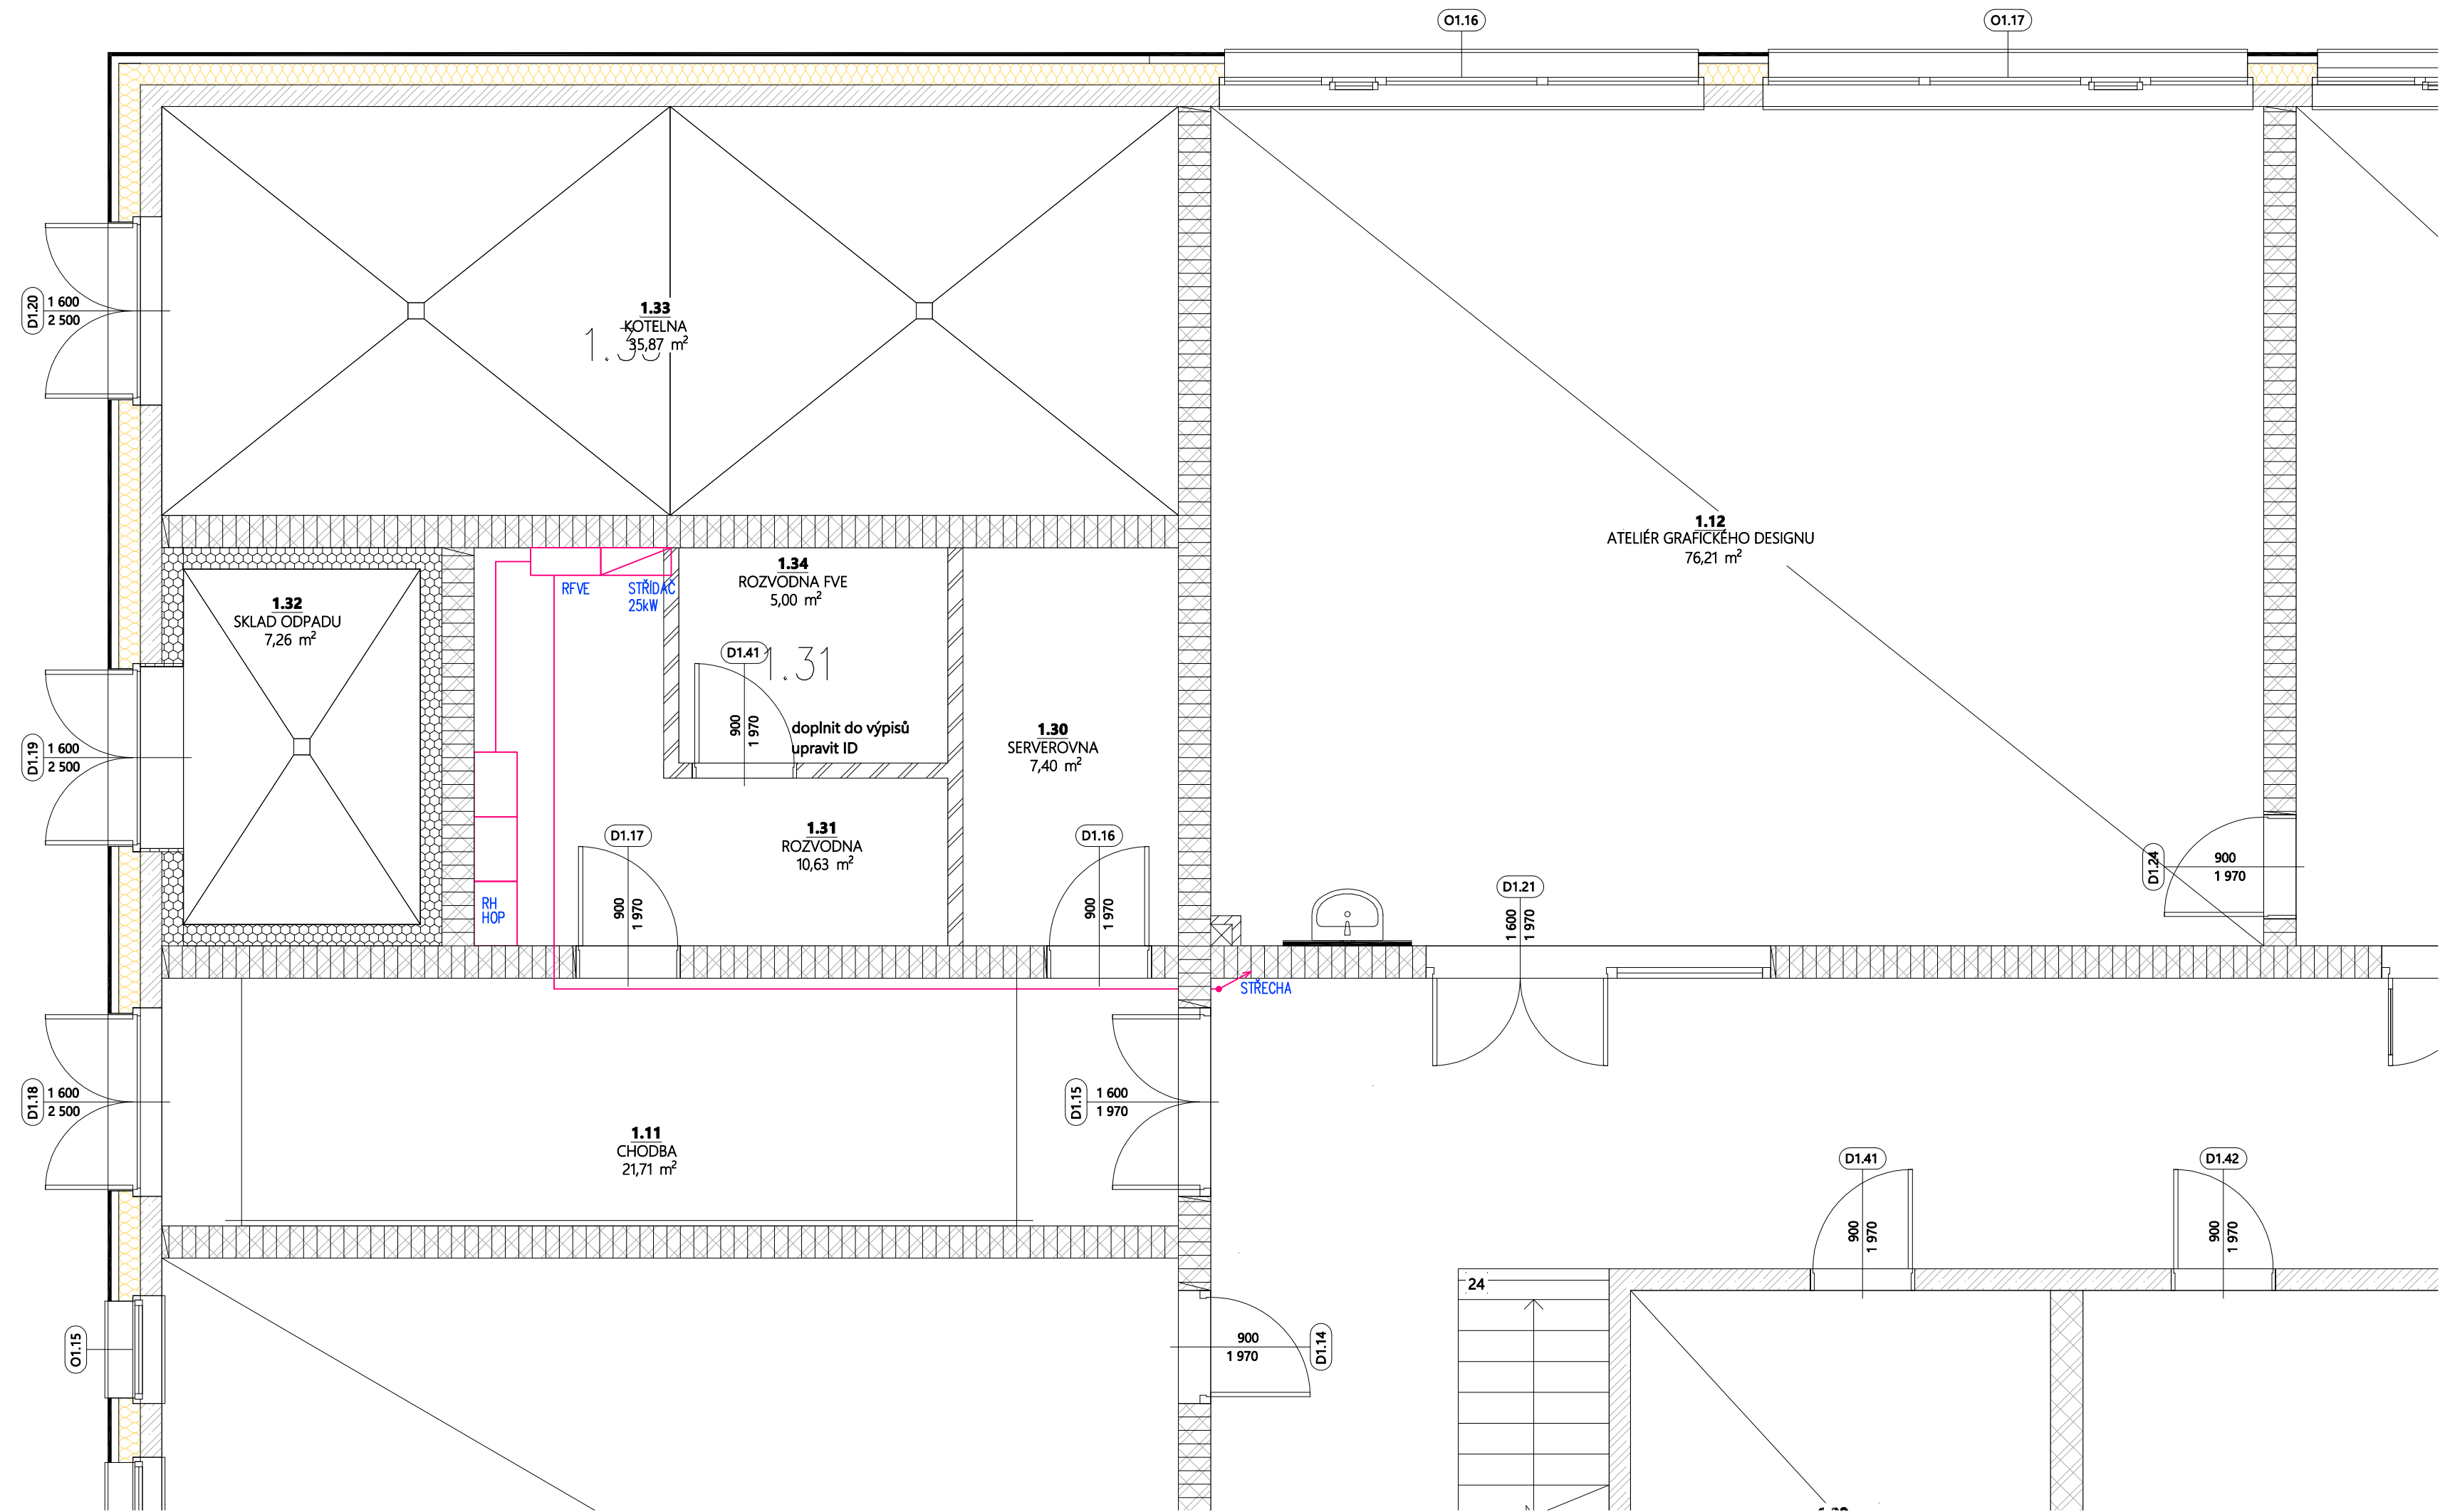 O1.16
O1.17
D1.20
1 600
2 500
1.33
1.33
KOTELNA
35,87 m²
1.12
ATELIÉR GRAFICKÉHO DESIGNU
76,21 m²
RFVE
STŘÍDAČ
25kW
1.34
ROZVODNA FVE
5,00 m²
1.32
SKLAD ODPADU
7,26 m²
D1.41
1.31
900
1 970
doplnit do výpisů
upravit ID
1.30
SERVEROVNA
7,40 m²
D1.19
1 600
2 500
1.31
ROZVODNA
10,63 m²
D1.17
900
1 970
D1.16
900
1 970
D1.24
900
1 970
RH
HOP
D1.21
1 600
1 970
STŘECHA
D1.18
1 600
2 500
D1.15
1 600
1 970
1.11
CHODBA
21,71 m²
D1.41
900
1 970
D1.42
900
1 970
24
O1.15
900
1 970
D1.14